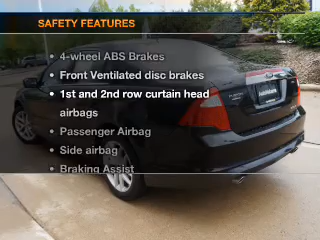 SAFETY FEATURES
4-wheel ABS Brakes
Front Ventilated disc brakes
1st and 2nd row curtain head
airbags
Passenger Airbag
Side airbag
Braking Assist